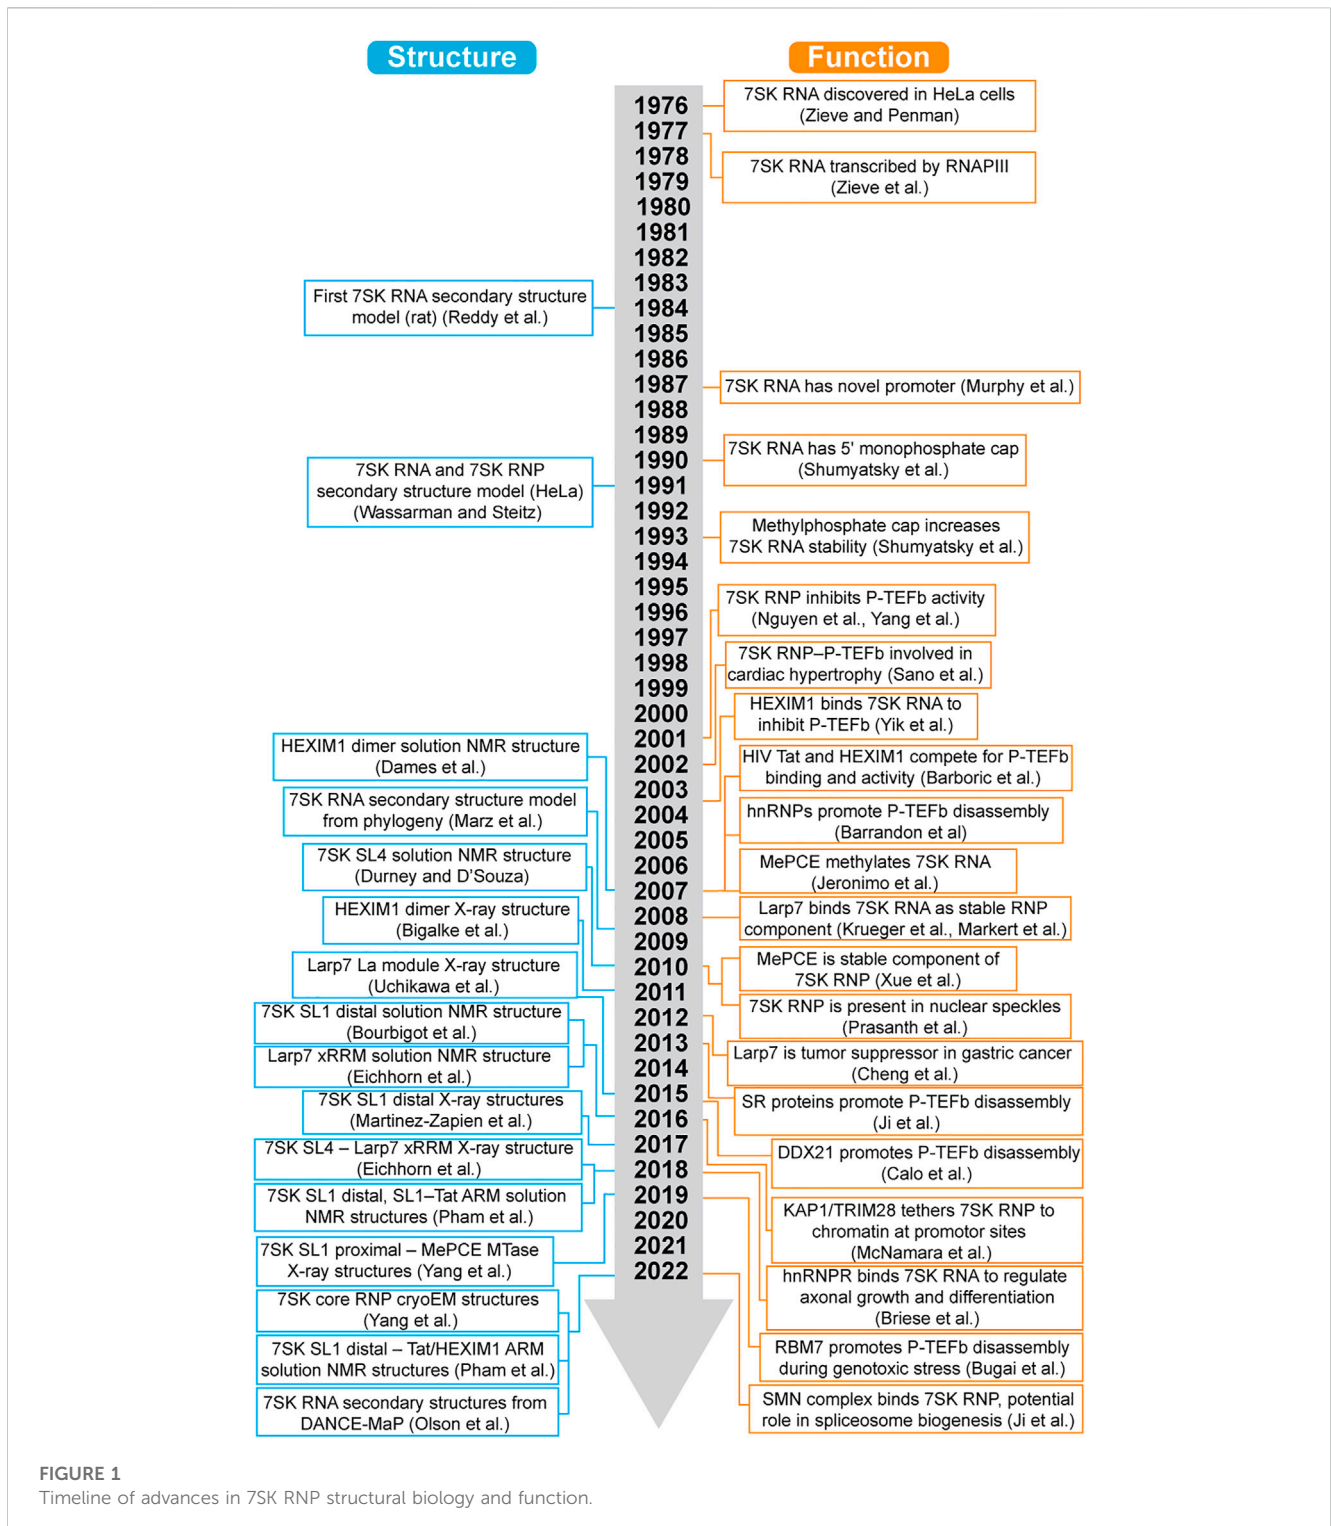 Structure
Function
1976
1977
1978
1979
1980
1981
1982
1983
1984
1985
1986
1987
1988
1989
1990
1991
1992
1993
1994
1995
1996
1997
1998
1999
2000
2001
2002
2003
2004
2005
2006
2007
2008
2009
2010
2011
2012
2013
2014
2015
2016
2017
2018
2019
2020
2021
2022
First 7SK RNA secondary structure
model (rat) (Reddy et al.)
7SK RNA and 7SK RNP
secondary structure model (HeLa)
(Wassarman and Steitz)
HEXIM1 dimer solution NMR structure
(Dames et al.)
7SK RNA secondary structure model
from phylogeny (Marz et al.)
7SK SL4 solution NMR structure
(Durney and D'Souza)
HEXIM1 dimer X-ray structure
(Bigalke et al.)
Larp7 La module X-ray structure
(Uchikawa et al.)
7SK SL1 distal solution NMR structure
(Bourbigot et al.)
Larp7 xRRM solution NMR structure
(Eichhorn et al.)
7SK SL1 distal X-ray structures
(Martinez-Zapien et al.)
7SK SL4 – Larp7 xRRM X-ray structure
(Eichhorn et al.)
7SK SL1 distal, SL1–Tat ARM solution
NMR structures (Pham et al.)
7SK SL1 proximal – MePCE MTase
X-ray structures (Yang et al.)
7SK core RNP cryoEM structures
(Yang et al.)
7SK SL1 distal – Tat/HEXIM1 ARM
solution NMR structures (Pham et al.)
7SK RNA secondary structures from
DANCE-MaP (Olson et al.)
7SK RNA discovered in HeLa cells
(Zieve and Penman)
7SK RNA transcribed by RNAPIII
(Zieve et al.)
7SK RNA has novel promoter (Murphy et al.)
7SK RNA has 5' monophosphate cap
(Shumyatsky et al.)
Methylphosphate cap increases
7SK RNA stability (Shumyatsky et al.)
7SK RNP inhibits P-TEFb activity
(Nguyen et al., Yang et al.)
7SK RNP–P-TEFb involved in
cardiac hypertrophy (Sano et al.)
HEXIM1 binds 7SK RNA to
inhibit P-TEFb (Yik et al.)
HIV Tat and HEXIM1 compete for P-TEFb
binding and activity (Barboric et al.)
hnRNPs promote P-TEFb disassembly
(Barrandon et al)
MePCE methylates 7SK RNA
(Jeronimo et al.)
Larp7 binds 7SK RNA as stable RNP
component (Krueger et al., Markert et al.)
MePCE is stable component of
7SK RNP (Xue et al.)
7SK RNP is present in nuclear speckles
(Prasanth et al.)
Larp7 is tumor suppressor in gastric cancer
(Cheng et al.)
SR proteins promote P-TEFb disassembly
(Ji et al.)
DDX21 promotes P-TEFb disassembly
(Calo et al.)
KAP1/TRIM28 tethers 7SK RNP to
chromatin at promotor sites
(McNamara et al.)
hnRNPR binds 7SK RNA to regulate
axonal growth and differentiation
(Briese et al.)
RBM7 promotes P-TEFb disassembly
during genotoxic stress (Bugai et al.)
SMN complex binds 7SK RNP, potential
role in spliceosome biogenesis (Ji et al.)
FIGURE 1
Timeline of advances in 7SK RNP structural biology and function.